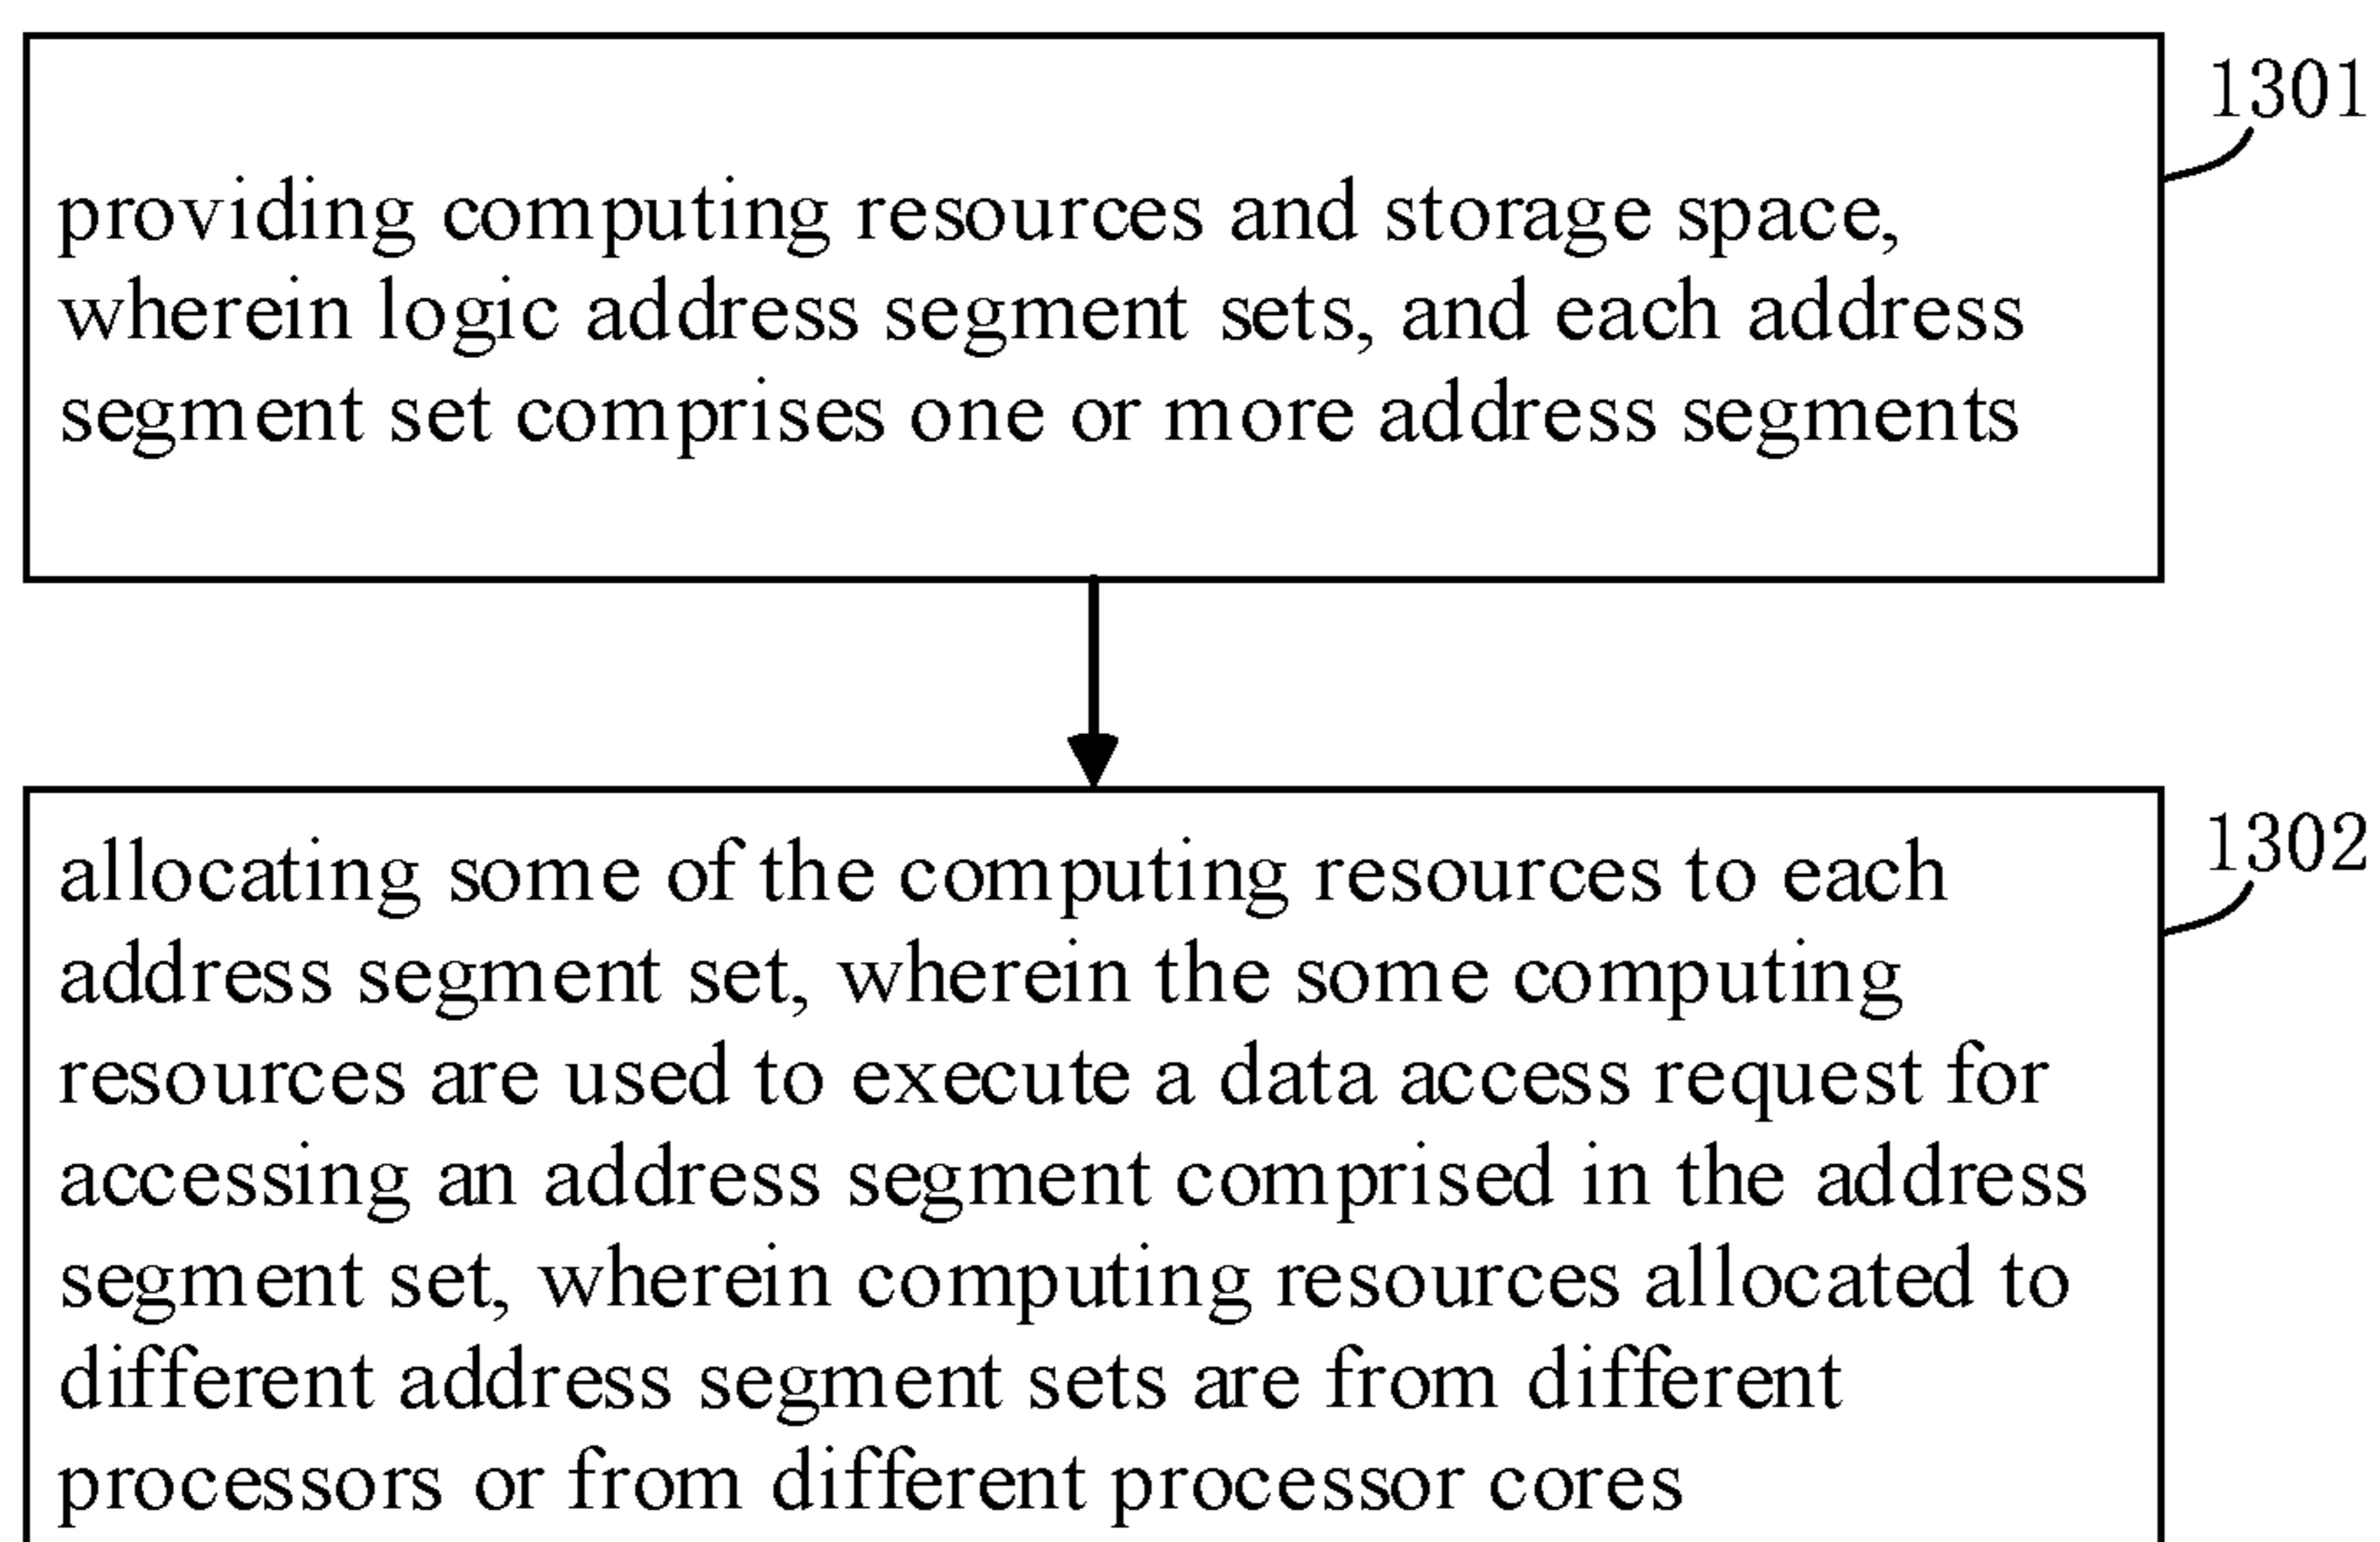 1301
providing computing resources and storage space,
wherein logic address segment sets, and each address
segment set comprises one or more address segments
1302
allocating some of the computing resources to each
address segment set, wherein the some computing
resources are used to execute a data access request for
accessing an address segment comprised in the address
segment set, wherein computing resources allocated to
different address segment sets are from different
processors or from different processor cores